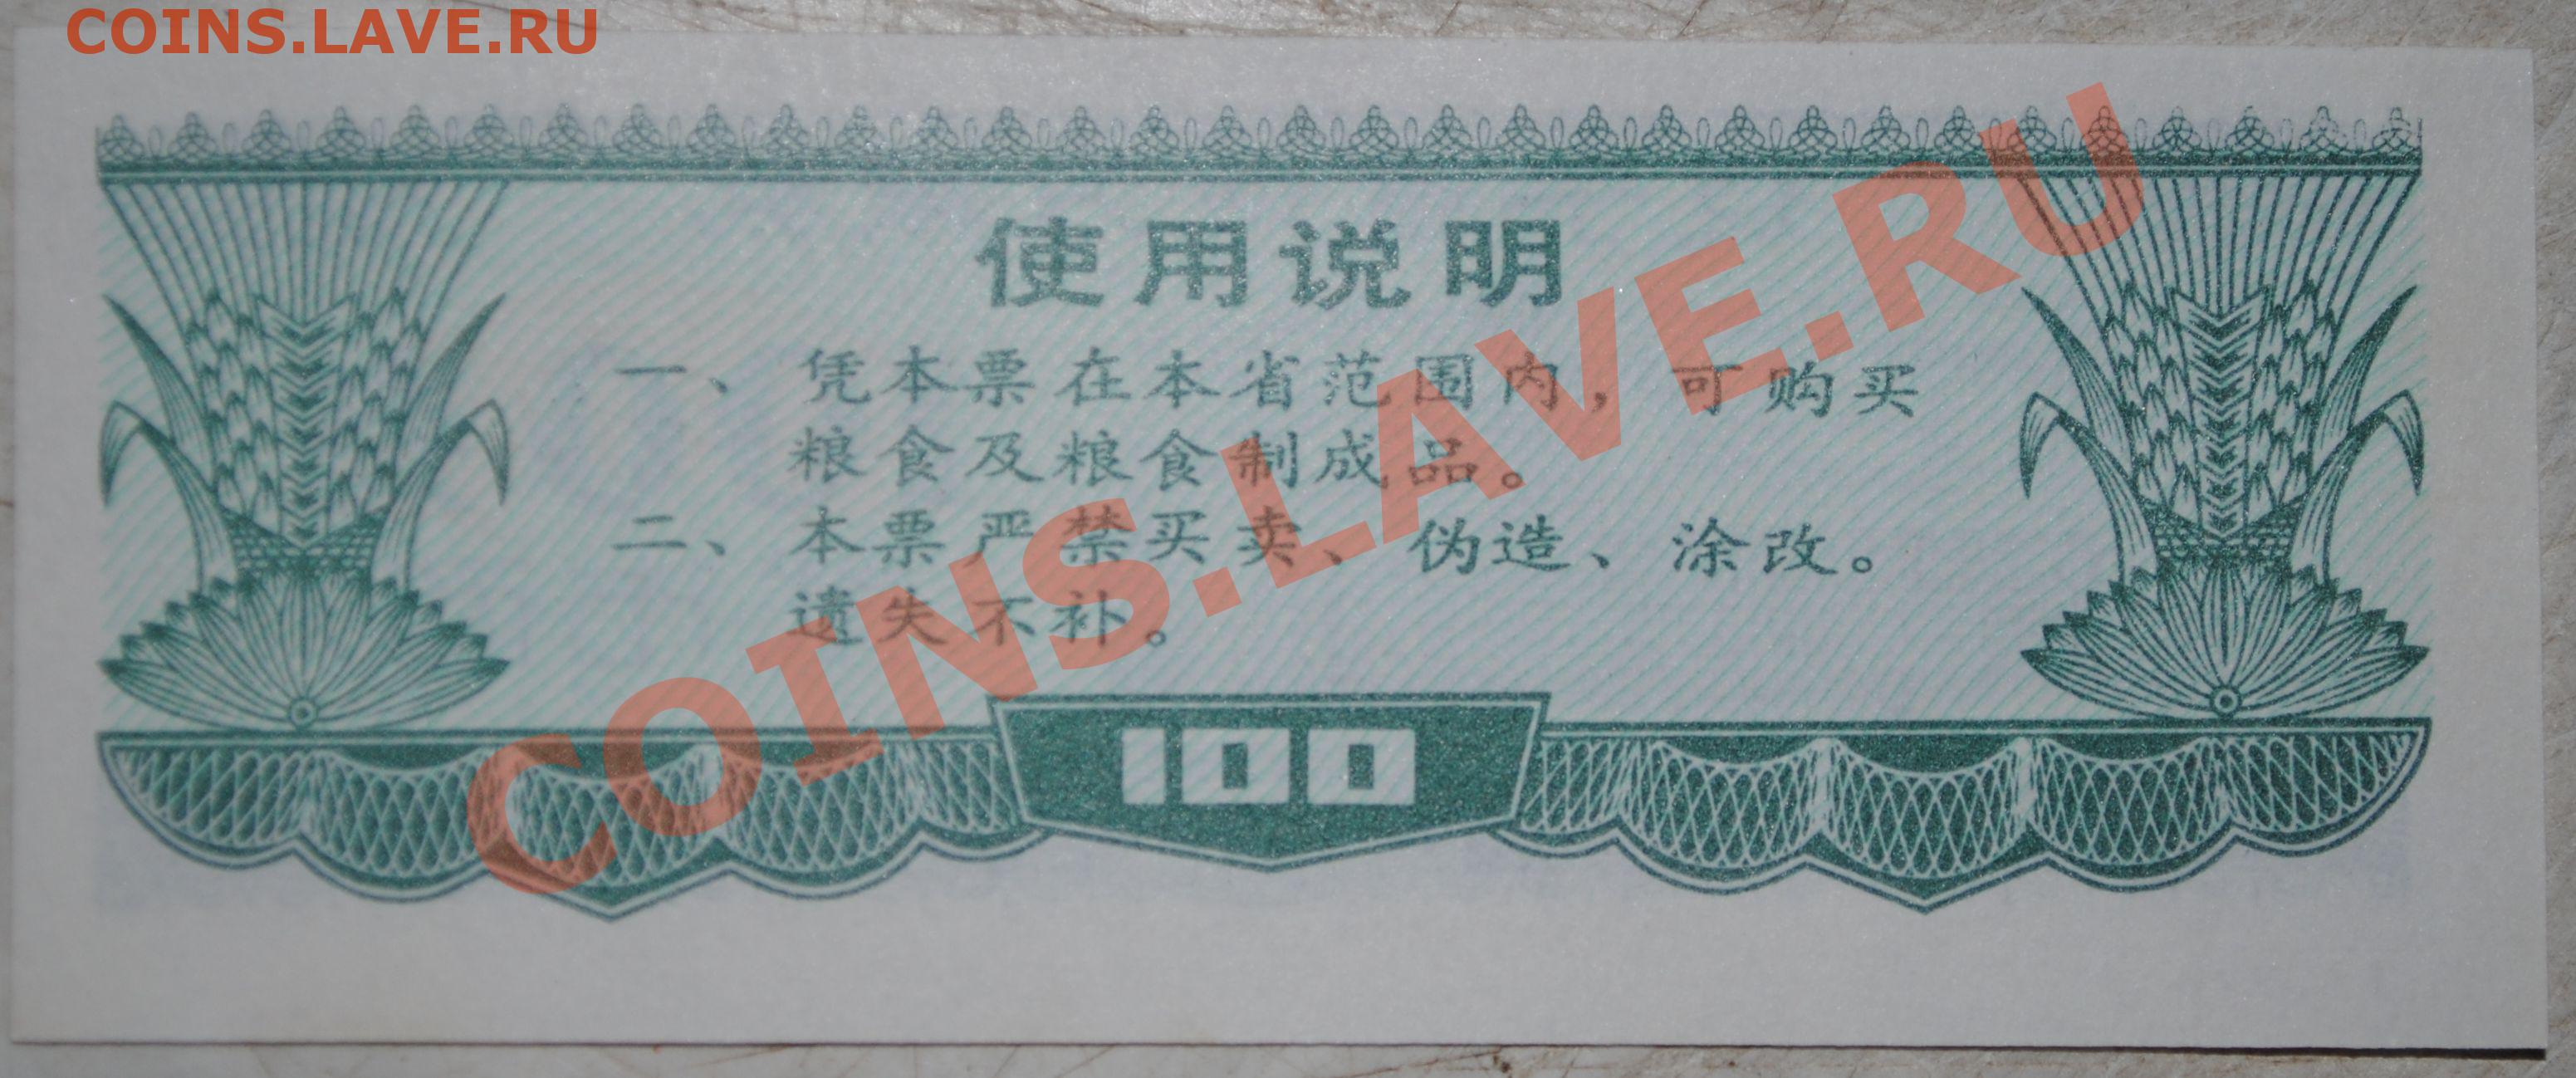 COINS.LAVE.RU
使用说明
一、凭本票在本省范围内，可购买
粮食及粮食制成品。
二、本票严禁买卖、伪造、涂改。
遗失不补。
100
COINS.LAVE.RU